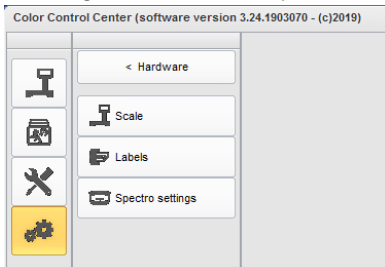 Color Control Center (software version 3.24.1903070 - (c)2019)
< Hardware
Scale
Labels
Spectro settings